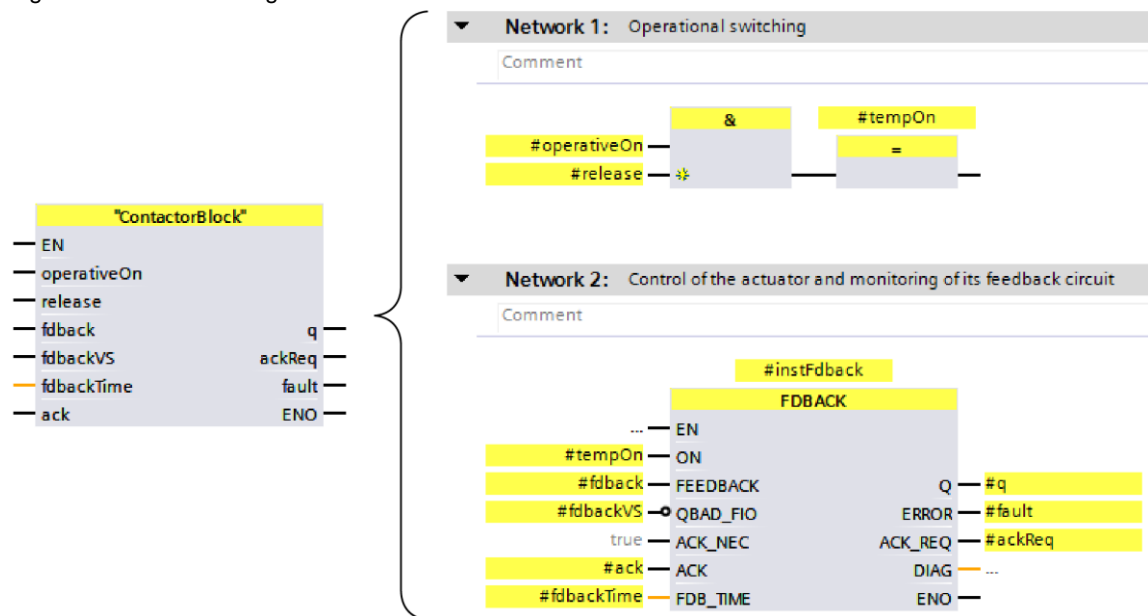 Network 1: Operational switching
Comment
&
#operativeOn
#release
#tempOn
=
"ContactorBlock"
EN
operativeOn
release
fdback q
fdbackVS ackReq
fdbackTime fault
ack ENO
Network 2: Control of the actuator and monitoring of its feedback circuit
Comment
#instFdback
FDBACK
... EN
#tempOn ON
#fdback FEEDBACK Q #q
#fdbackVS QBAD_FIO ERROR #fault
true ACK_NEC ACK_REQ #ackReq
#ack ACK DIAG ...
#fdbackTime FDB_TIME ENO